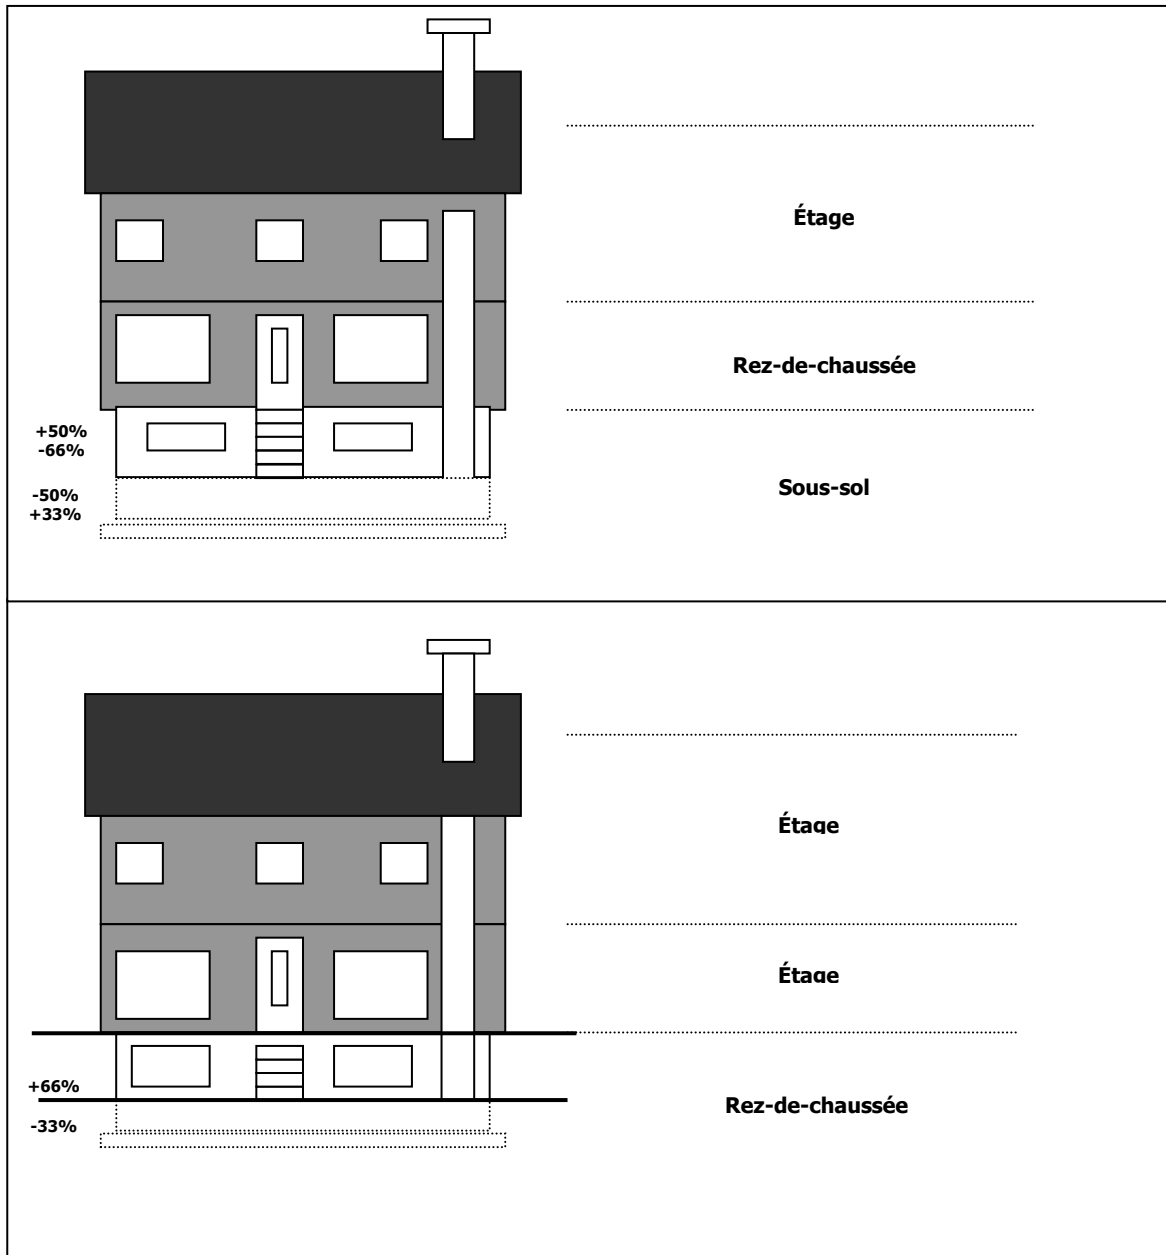 Étage
Rez-de-chaussée
+50%
-66%
Sous-sol
-50%
+33%
Étage
Étage
+66%
Rez-de-chaussée
-33%